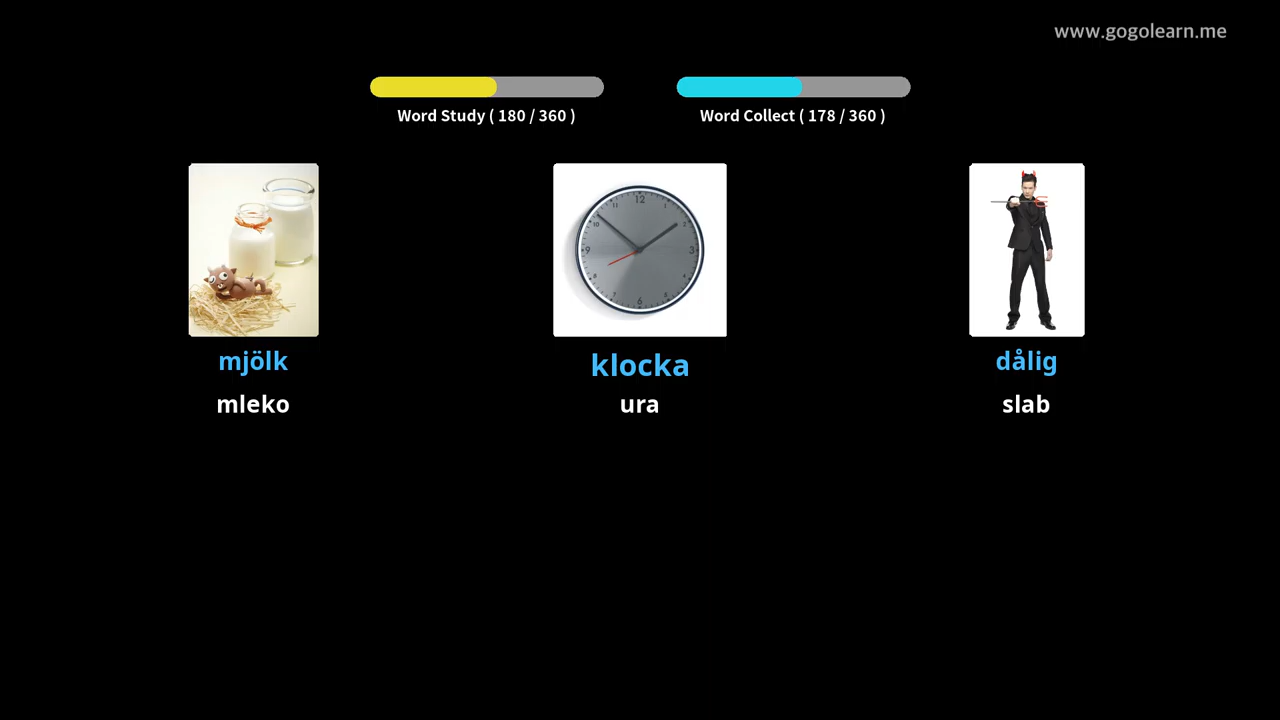 www.gogolearn.me
Word Study ( 180 / 360 )
Word Collect ( 178 / 360 )
mjölk
klocka
dålig
mleko
ura
slab